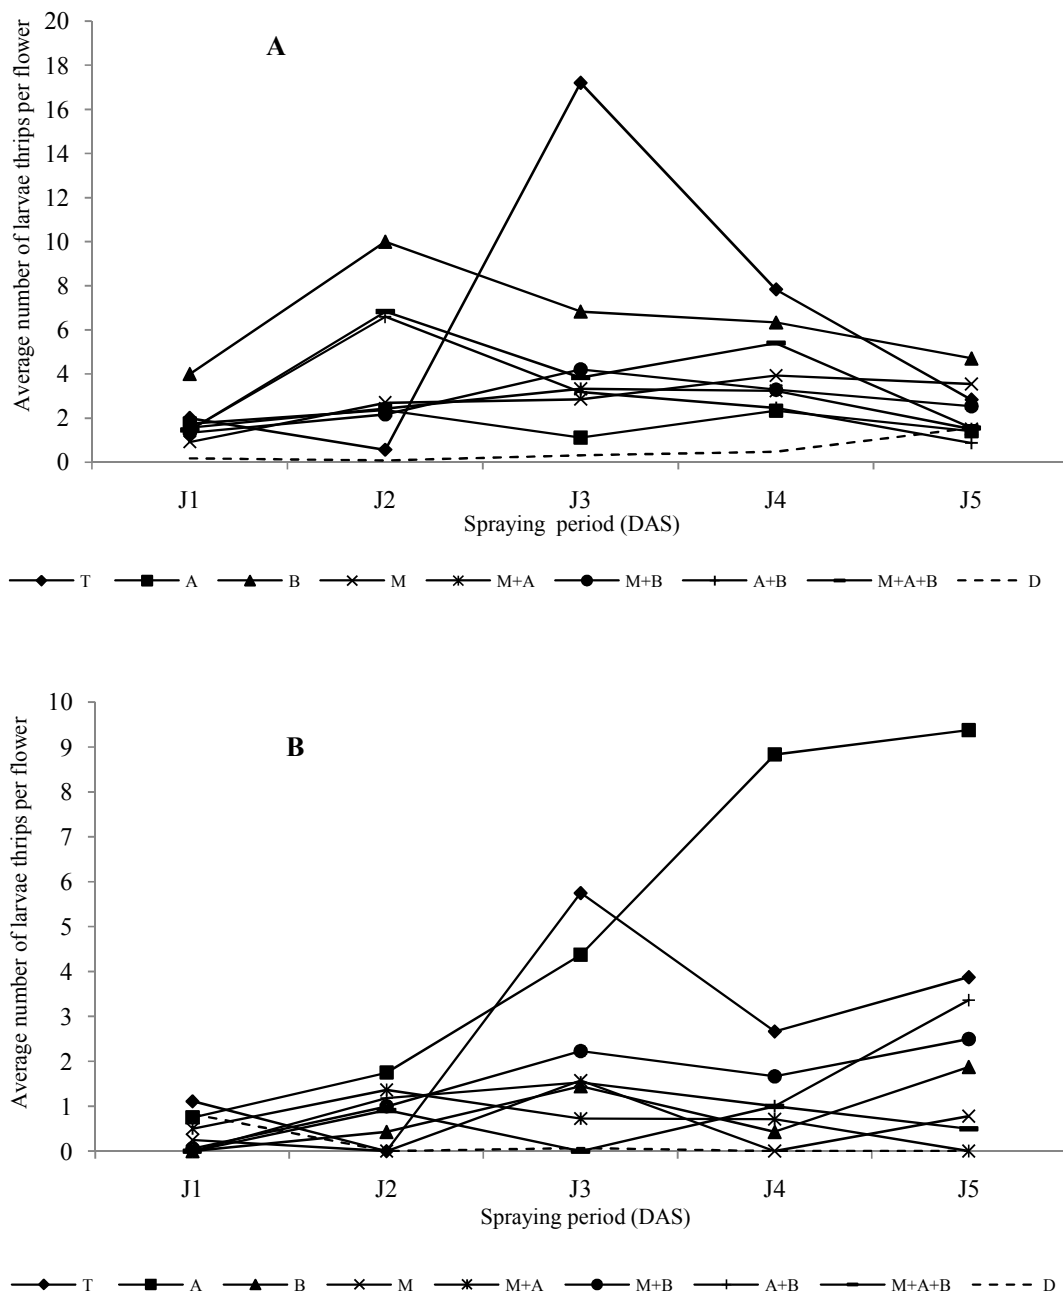 A
Average number of larvae thrips per flower
20
18
16
14
12
10
8
6
4
2
0
J1 J2 J3 J4 J5
Spraying period (DAS)
T A B M M+A M+B A+B M+A+B D
B
Average number of larvae thrips per flower
10
9
8
7
6
5
4
3
2
1
0
J1 J2 J3 J4 J5
Spraying period (DAS)
T A B M M+A M+B A+B M+A+B D